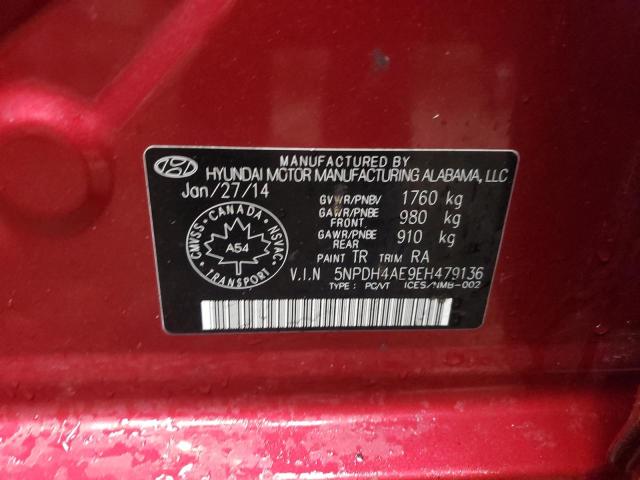 MANUFACTURED BY
HYUNDAI MOTOR MANUFACTURING ALABAMA, LLC
Jan/27/14
GVWR/PNBV 1760 kg
GAWR/PNBE FRONT 980 kg
GAWR/PNBE REAR 910 kg
PAINT TR TRIM RA
V.I.N 5NPDH4AE9EH479136
TYPE : PC/VT ICES/NMB-002
CANADA
CMVSS
NSVAC
A54
TRANSPORT